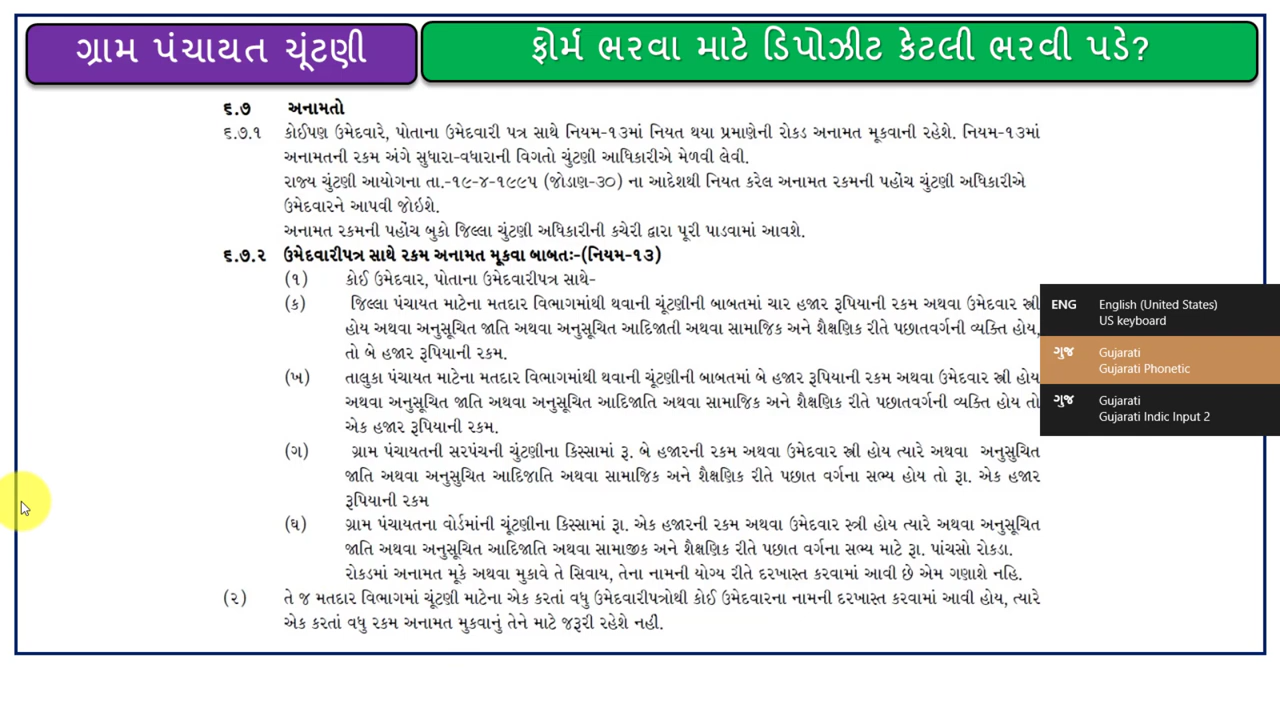 ગ્રામ પંચાયત ચૂંટણી
ફોર્મ ભરવા માટે ડિપોઝીટ કેટલી ભરવી પડે?
૬.૭ અનામતો
૬.૭.૧ કોઈપણ ઉમેદવારે, પોતાના ઉમેદવારી પત્ર સાથે નિયમ-૧૩માં નિયત થયા પ્રમાણેની રોકડ અનામત મૂકવાની રહેશે. નિયમ-૧૩માં
અનામતની રકમ અંગે સુધારા-વધારાની વિગતો ચુંટણી આધિકારીએ મેળવી લેવી.
રાજ્ય ચુંટણી આયોગના તા.-૧૯-૪-૧૯૯૫ (જોડાણ-૩૦) ના આદેશથી નિયત કરેલ અનામત રકમની પહોંચ ચુંટણી અધિકારીએ
ઉમેદવારને આપવી જોઇશે.
અનામત રકમની પહોંચ બુકો જિલ્લા ચુંટણી અધિકારીની કચેરી દ્વારા પૂરી પાડવામાં આવશે.
૬.૭.૨ ઉમેદવારીપત્ર સાથે રકમ અનામત મૂકવા બાબતઃ-(નિયમ-૧૩)
(૧) કોઈ ઉમેદવાર, પોતાના ઉમેદવારીપત્ર સાથે-
(ક) જિલ્લા પંચાયત માટેના મતદાર વિભાગમાંથી થવાની ચૂંટણીની બાબતમાં ચાર હજાર રૂપિયાની રકમ અથવા ઉમેદવાર સ્ત્રી
હોય અથવા અનુસૂચિત જાતિ અથવા અનુસૂચિત આદિજાતી અથવા સામાજિક અને શૈક્ષણિક રીતે પછાતવર્ગની વ્યક્તિ હોય,
તો બે હજાર રૂપિયાની રકમ.
(ખ) તાલુકા પંચાયત માટેના મતદાર વિભાગમાંથી થવાની ચૂંટણીની બાબતમાં બે હજાર રૂપિયાની રકમ અથવા ઉમેદવાર સ્ત્રી હોય
અથવા અનુસૂચિત જાતિ અથવા અનુસૂચિત આદિજાતિ અથવા સામાજિક અને શૈક્ષણિક રીતે પછાતવર્ગની વ્યક્તિ હોય તો
એક હજાર રૂપિયાની રકમ.
(ગ) ગ્રામ પંચાયતની સરપંચની ચુંટણીના કિસ્સામાં રૂ. બે હજારની રકમ અથવા ઉમેદવાર સ્ત્રી હોય ત્યારે અથવા અનુસુચિત
જાતિ અથવા અનુસુચિત આદિજાતિ અથવા સામાજિક અને શૈક્ષણિક રીતે પછાત વર્ગના સભ્ય હોય તો રૂા. એક હજાર
રૂપિયાની રકમ
(ઘ) ગ્રામ પંચાયતના વોર્ડમાંની ચૂંટણીના કિસ્સામાં રૂા. એક હજારની રકમ અથવા ઉમેદવાર સ્ત્રી હોય ત્યારે અથવા અનુસૂચિત
જાતિ અથવા અનુસૂચિત આદિજાતિ અથવા સામાજીક અને શૈક્ષણિક રીતે પછાત વર્ગના સભ્ય માટે રૂા. પાંચસો રોકડા.
રોકડમાં અનામત મૂકે અથવા મુકાવે તે સિવાય, તેના નામની યોગ્ય રીતે દરખાસ્ત કરવામાં આવી છે એમ ગણાશે નહિ.
(૨) તે જ મતદાર વિભાગમાં ચૂંટણી માટેના એક કરતાં વધુ ઉમેદવારીપત્રોથી કોઈ ઉમેદવારના નામની દરખાસ્ત કરવામાં આવી હોય, ત્યારે
એક કરતાં વધુ રકમ અનામત મુકવાનું તેને માટે જરૂરી રહેશે નહીં.
ENG English (United States)
US keyboard
ગુજ Gujarati
Gujarati Phonetic
ગુજ Gujarati
Gujarati Indic Input 2